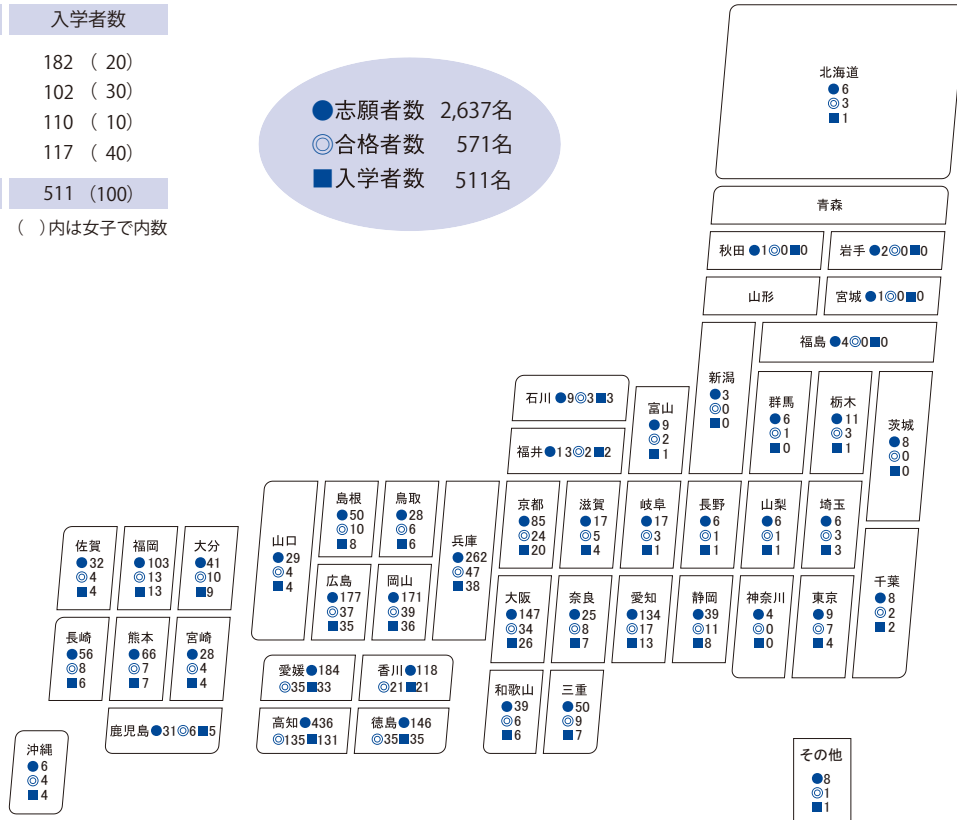 入学者数
182 （ 20）
102 （ 30）
110 （ 10）
117 （ 40）
511 （100）
（　）内は女子で内数
●志願者数 2,637名
◎合格者数 571名
■入学者数 511名
北海道
●6
◎3
■1
青森
秋田 ●1◎0■0
岩手 ●2◎0■0
山形
宮城 ●1◎0■0
福島 ●4◎0■0
新潟
●3
◎0
■0
群馬
●6
◎1
■0
栃木
●11
◎3
■1
茨城
●8
◎0
■0
石川 ●9◎3■3
福井●13◎2■2
富山
●9
◎2
■1
佐賀
●32
◎4
■4
福岡
●103
◎13
■13
大分
●41
◎10
■9
山口
●29
◎4
■4
島根
●50
◎10
■8
鳥取
●28
◎6
■6
兵庫
●262
◎47
■38
京都
●85
◎24
■20
滋賀
●17
◎5
■4
岐阜
●17
◎3
■1
長野
●6
◎1
■1
山梨
●6
◎1
■1
埼玉
●6
◎3
■3
千葉
●8
◎2
■2
広島
●177
◎37
■35
岡山
●171
◎39
■36
大阪
●147
◎34
■26
奈良
●25
◎8
■7
愛知
●134
◎17
■13
静岡
●39
◎11
■8
神奈川
●4
◎0
■0
東京
●9
◎7
■4
長崎
●56
◎8
■6
熊本
●66
◎7
■7
宮崎
●28
◎4
■4
愛媛●184
◎35■33
香川●118
◎21■21
高知●436
◎135■131
徳島●146
◎35■35
和歌山
●39
◎6
■6
三重
●50
◎9
■7
鹿児島●31◎6■5
沖縄
●6
◎4
■4
その他
●8
◎1
■1